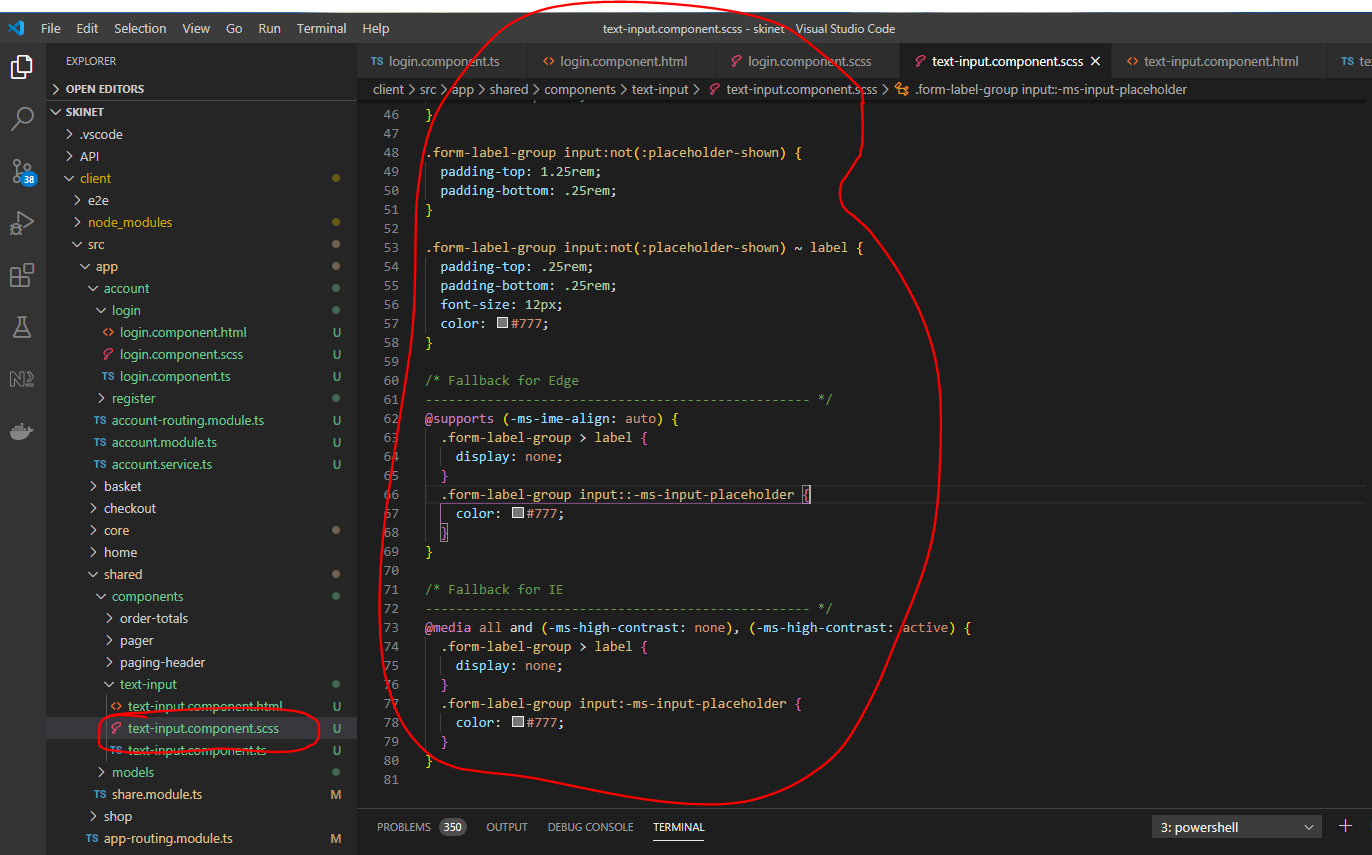 File Edit Selection View Go Run Terminal Help
text-input.component.scss - skinet - Visual Studio Code
EXPLORER
OPEN EDITORS
SKINET
.vscode
API
client
e2e
node_modules
src
app
account
login
login.component.html U
login.component.scss U
TS login.component.ts U
register
TS account-routing.module.ts U
TS account.module.ts U
TS account.service.ts U
basket
checkout
core
home
shared
components
order-totals
pager
paging-header
text-input
text-input.component.html U
text-input.component.scss U
TS text-input.component.ts U
models
TS share.module.ts M
shop
TS app-routing.module.ts M
38
TS login.component.ts
login.component.html
login.component.scss
text-input.component.scss
text-input.component.html
TS te
client > src > app > shared > components > text-input > text-input.component.scss > .form-label-group input::-ms-input-placeholder
46 }
47
48 .form-label-group input:not(:placeholder-shown) {
49 padding-top: 1.25rem;
50 padding-bottom: .25rem;
51 }
52
53 .form-label-group input:not(:placeholder-shown) ~ label {
54 padding-top: .25rem;
55 padding-bottom: .25rem;
56 font-size: 12px;
57 color: #777;
58 }
59
60 /* Fallback for Edge
61 -------------------------------------------------- */
62 @supports (-ms-ime-align: auto) {
63 .form-label-group > label {
64 display: none;
65 }
66 .form-label-group input::-ms-input-placeholder {
67 color: #777;
68 }
69 }
70
71 /* Fallback for IE
72 -------------------------------------------------- */
73 @media all and (-ms-high-contrast: none), (-ms-high-contrast: active) {
74 .form-label-group > label {
75 display: none;
76 }
77 .form-label-group input:-ms-input-placeholder {
78 color: #777;
79 }
80 }
81
PROBLEMS 350 OUTPUT DEBUG CONSOLE TERMINAL
3: powershell